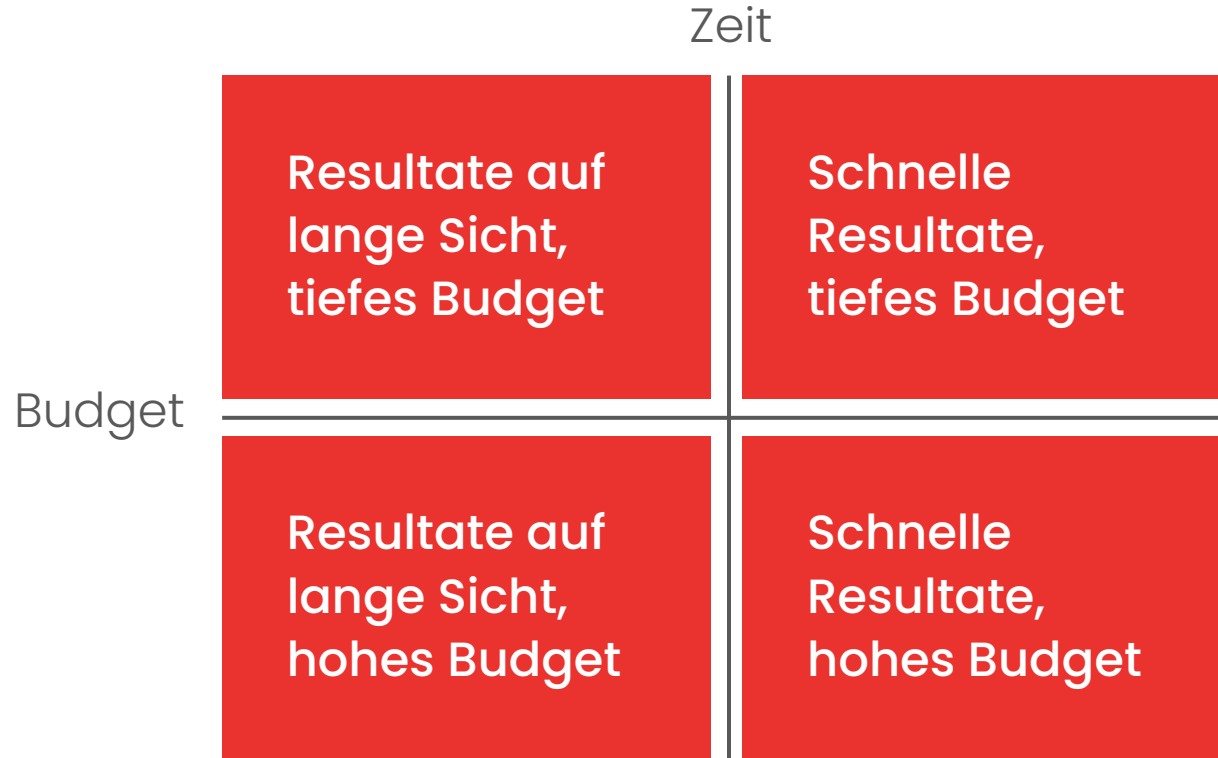 Zeit
Resultate auf
lange Sicht,
tiefes Budget
Schnelle
Resultate,
tiefes Budget
Budget
Resultate auf
lange Sicht,
hohes Budget
Schnelle
Resultate,
hohes Budget